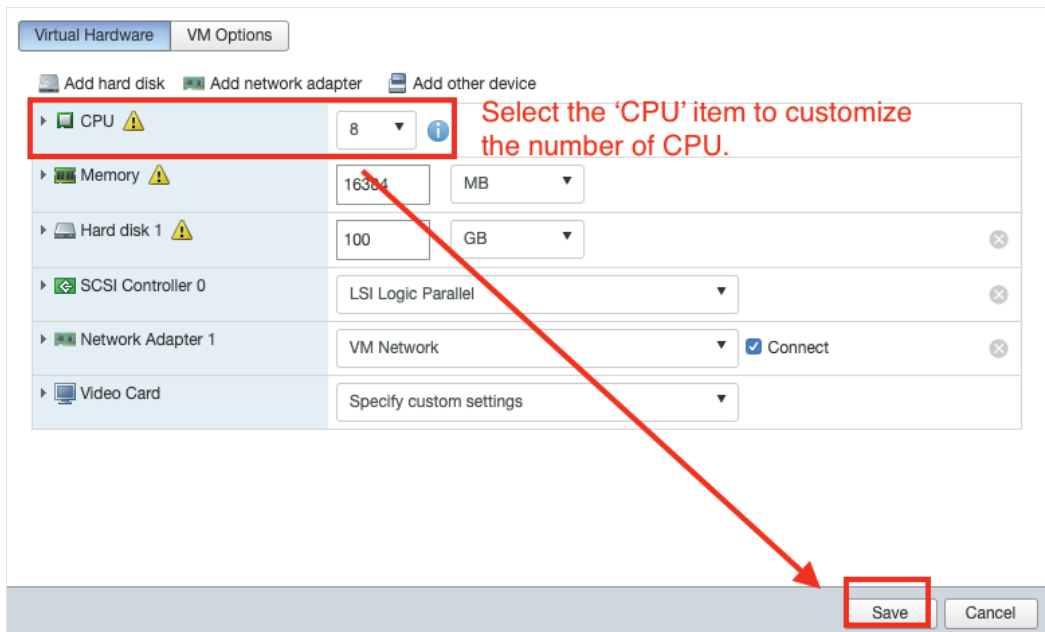 Virtual Hardware VM Options
Add hard disk Add network adapter Add other device
CPU 8
Select the ‘CPU’ item to customize
the number of CPU.
Memory 16384 MB
Hard disk 1 100 GB
SCSI Controller 0 LSI Logic Parallel
Network Adapter 1 VM Network Connect
Video Card Specify custom settings
Save Cancel